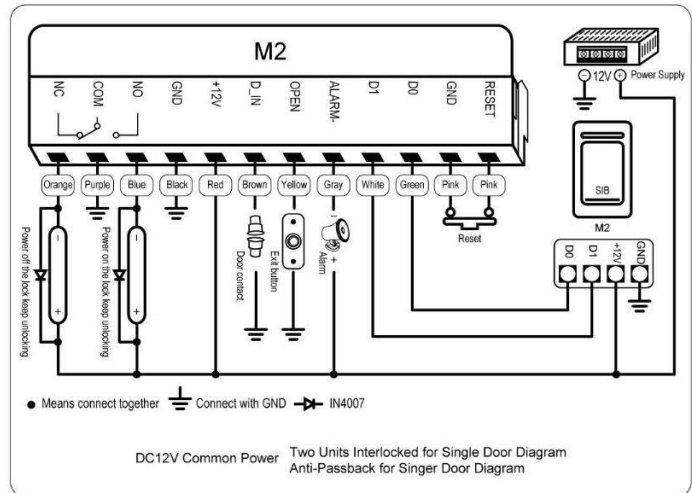 M2
NC COM NO GND +12V D_IN OPEN ALARM- D1 D0 GND RESET
Orange Purple Blue Black Red Brown Yellow Gray White Green Pink Pink
12V Power Supply
SIB
M2
D0 D1 +12V GND
Power off the lock keep unlocking
- +
Power on the lock keep unlocking
- +
Door contact
Exit button
- Alarm +
Reset
Means connect together Connect with GND IN4007
DC12V Common Power Two Units Interlocked for Single Door Diagram
Anti-Passback for Singer Door Diagram